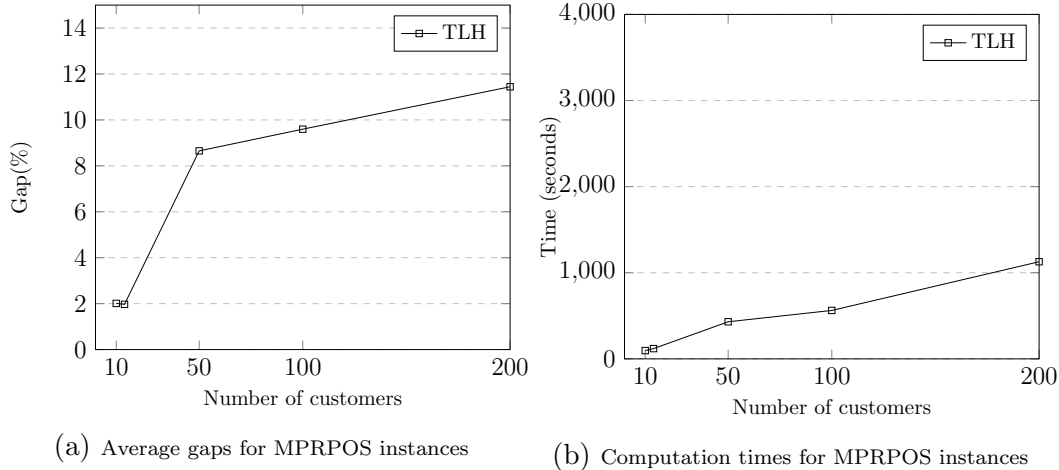 14
12
10
8
6
4
2
0
10
50
100
200
Gap(%)
Number of customers
TLH
(a) Average gaps for MPRPOS instances
4,000
3,000
2,000
1,000
0
10
50
100
200
Time (seconds)
Number of customers
TLH
(b) Computation times for MPRPOS instances